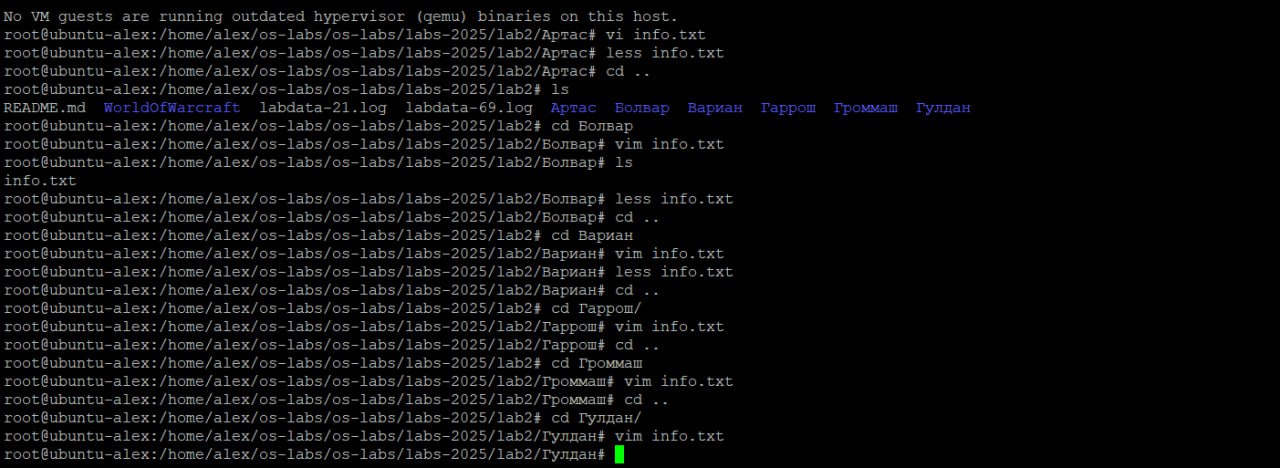 No VM guests are running outdated hypervisor (qemu) binaries on this host.
root@ubuntu-alex:/home/alex/os-labs/os-labs/labs-2025/lab2/Артас# vi info.txt
root@ubuntu-alex:/home/alex/os-labs/os-labs/labs-2025/lab2/Артас# less info.txt
root@ubuntu-alex:/home/alex/os-labs/os-labs/labs-2025/lab2/Артас# cd ..
root@ubuntu-alex:/home/alex/os-labs/os-labs/labs-2025/lab2# ls
README.md  WorldOfWarcraft  labdata-21.log  labdata-69.log  Артас  Болвар  Вариан  Гаррош  Громмаш  Гулдан
root@ubuntu-alex:/home/alex/os-labs/os-labs/labs-2025/lab2# cd Болвар
root@ubuntu-alex:/home/alex/os-labs/os-labs/labs-2025/lab2/Болвар# vim info.txt
root@ubuntu-alex:/home/alex/os-labs/os-labs/labs-2025/lab2/Болвар# ls
info.txt
root@ubuntu-alex:/home/alex/os-labs/os-labs/labs-2025/lab2/Болвар# less info.txt
root@ubuntu-alex:/home/alex/os-labs/os-labs/labs-2025/lab2/Болвар# cd ..
root@ubuntu-alex:/home/alex/os-labs/os-labs/labs-2025/lab2# cd Вариан
root@ubuntu-alex:/home/alex/os-labs/os-labs/labs-2025/lab2/Вариан# vim info.txt
root@ubuntu-alex:/home/alex/os-labs/os-labs/labs-2025/lab2/Вариан# less info.txt
root@ubuntu-alex:/home/alex/os-labs/os-labs/labs-2025/lab2/Вариан# cd ..
root@ubuntu-alex:/home/alex/os-labs/os-labs/labs-2025/lab2# cd Гаррош/
root@ubuntu-alex:/home/alex/os-labs/os-labs/labs-2025/lab2/Гаррош# vim info.txt
root@ubuntu-alex:/home/alex/os-labs/os-labs/labs-2025/lab2/Гаррош# cd ..
root@ubuntu-alex:/home/alex/os-labs/os-labs/labs-2025/lab2# cd Громмаш
root@ubuntu-alex:/home/alex/os-labs/os-labs/labs-2025/lab2/Громмаш# vim info.txt
root@ubuntu-alex:/home/alex/os-labs/os-labs/labs-2025/lab2/Громмаш# cd ..
root@ubuntu-alex:/home/alex/os-labs/os-labs/labs-2025/lab2# cd Гулдан/
root@ubuntu-alex:/home/alex/os-labs/os-labs/labs-2025/lab2/Гулдан# vim info.txt
root@ubuntu-alex:/home/alex/os-labs/os-labs/labs-2025/lab2/Гулдан#